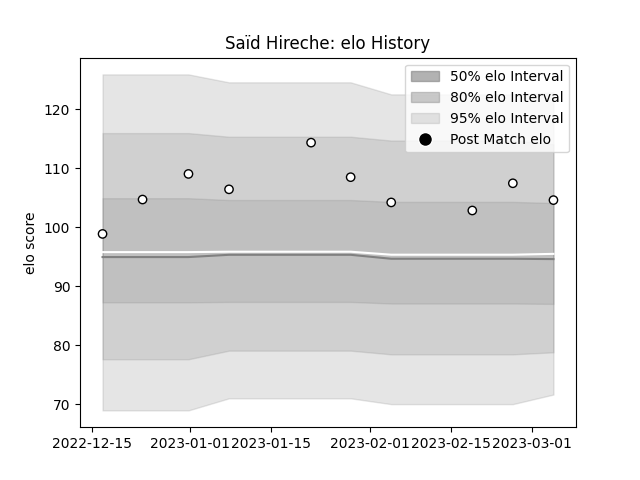 Saïd Hireche: elo History
50% elo Interval
80% elo Interval
95% elo Interval
Post Match elo
elo score
120
110
100
90
80
70
2022-12-15 2023-01-01 2023-01-15 2023-02-01 2023-02-15 2023-03-01